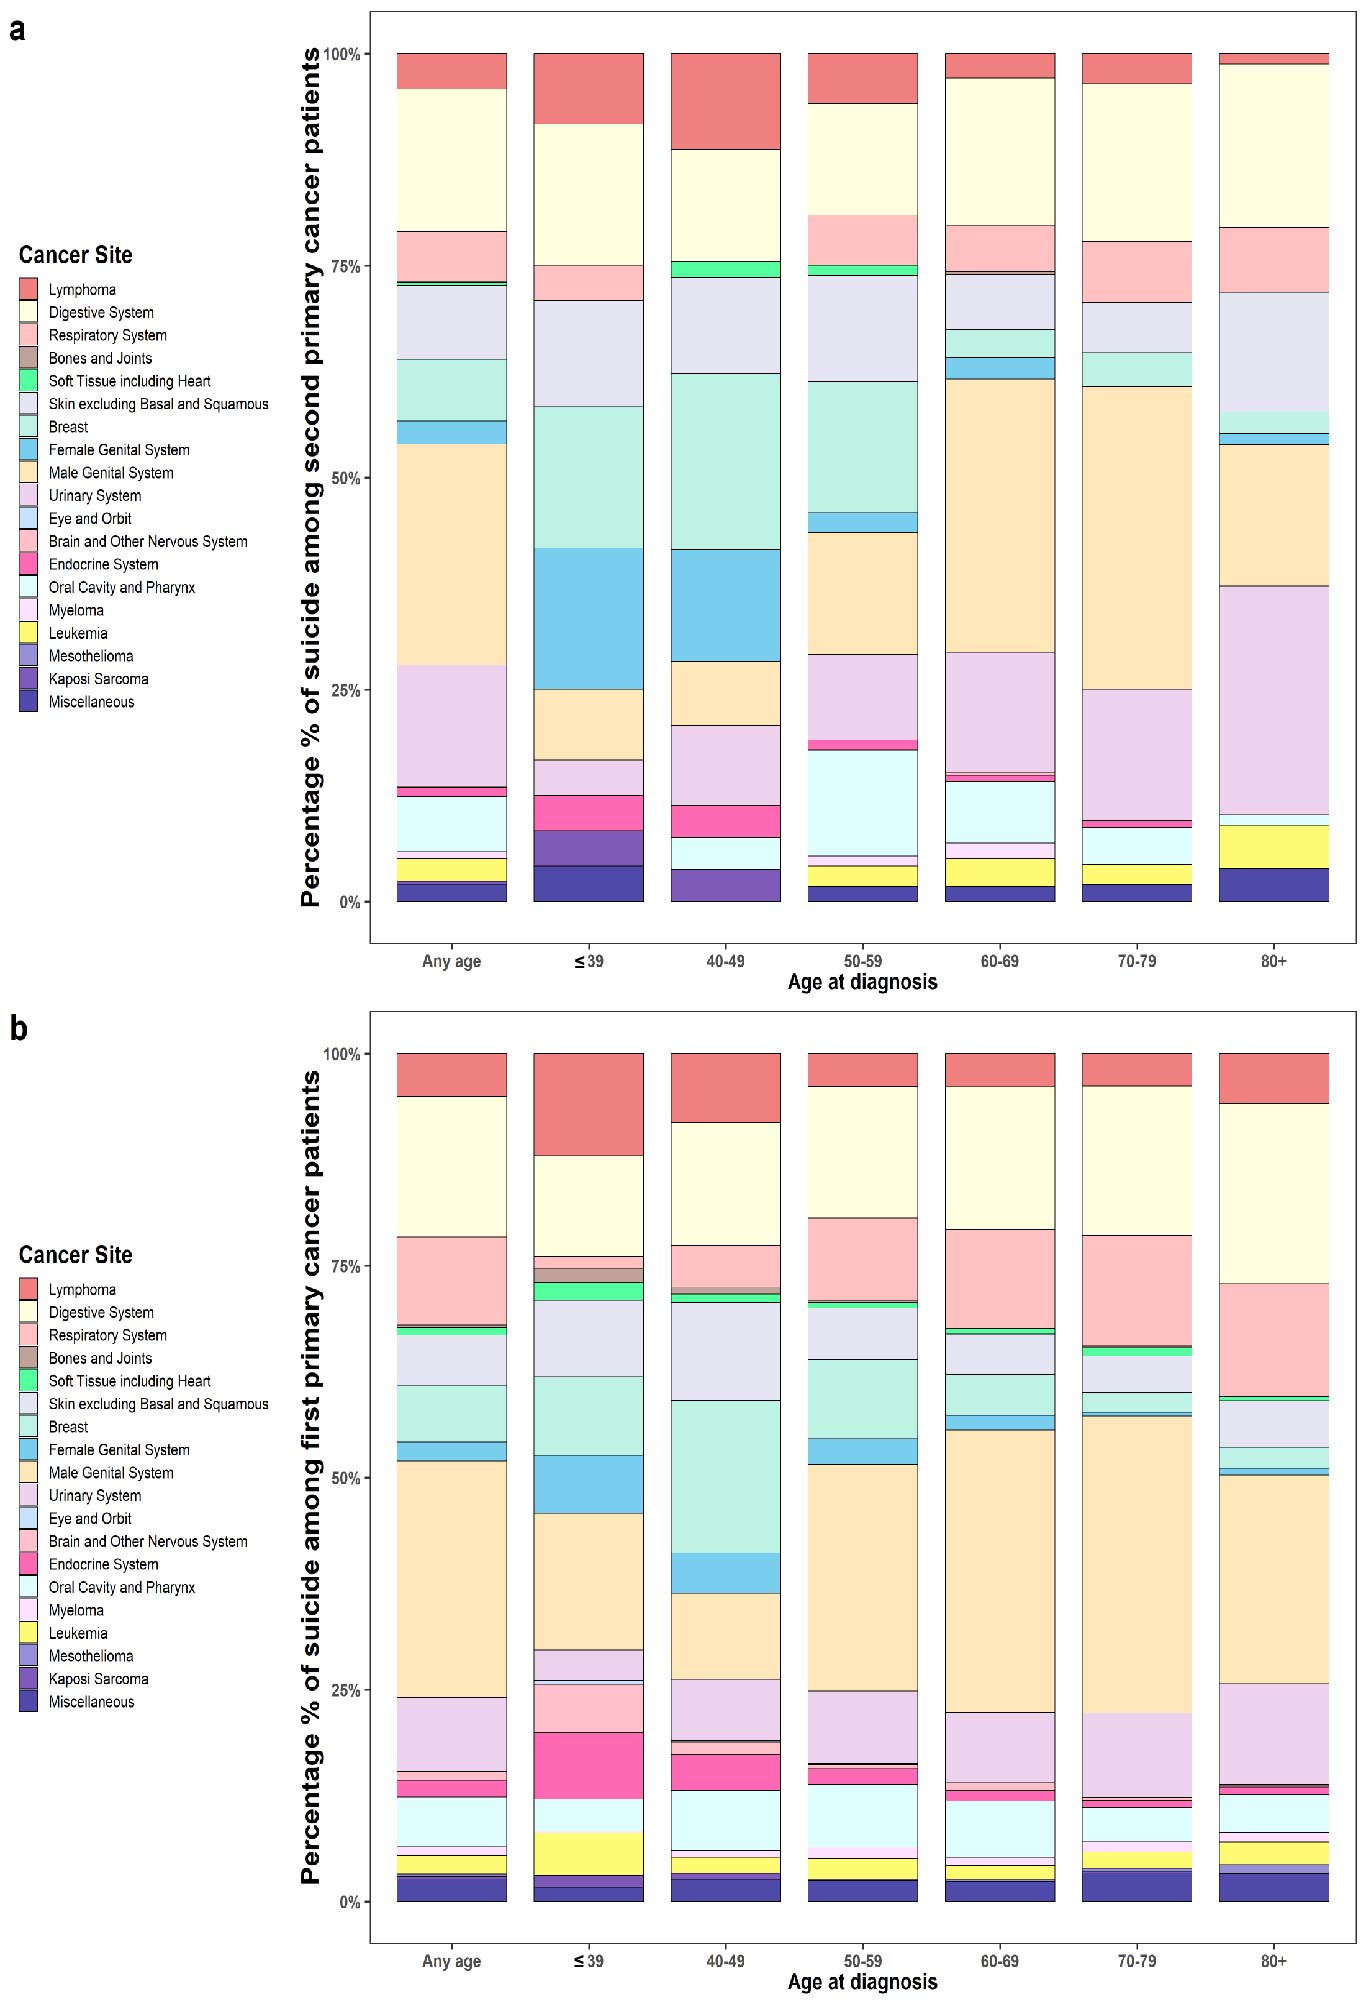 a
Percentage % of suicide among second primary cancer patients
100%
75%
50%
25%
0%
Cancer Site
Lymphoma
Digestive System
Respiratory System
Bones and Joints
Soft Tissue including Heart
Skin excluding Basal and Squamous
Breast
Female Genital System
Male Genital System
Urinary System
Eye and Orbit
Brain and Other Nervous System
Endocrine System
Oral Cavity and Pharynx
Myeloma
Leukemia
Mesothelioma
Kaposi Sarcoma
Miscellaneous
Any age ≤ 39 40-49 50-59 60-69 70-79 80+
Age at diagnosis
b
Percentage % of suicide among first primary cancer patients
100%
75%
50%
25%
0%
Cancer Site
Lymphoma
Digestive System
Respiratory System
Bones and Joints
Soft Tissue including Heart
Skin excluding Basal and Squamous
Breast
Female Genital System
Male Genital System
Urinary System
Eye and Orbit
Brain and Other Nervous System
Endocrine System
Oral Cavity and Pharynx
Myeloma
Leukemia
Mesothelioma
Kaposi Sarcoma
Miscellaneous
Any age ≤ 39 40-49 50-59 60-69 70-79 80+
Age at diagnosis